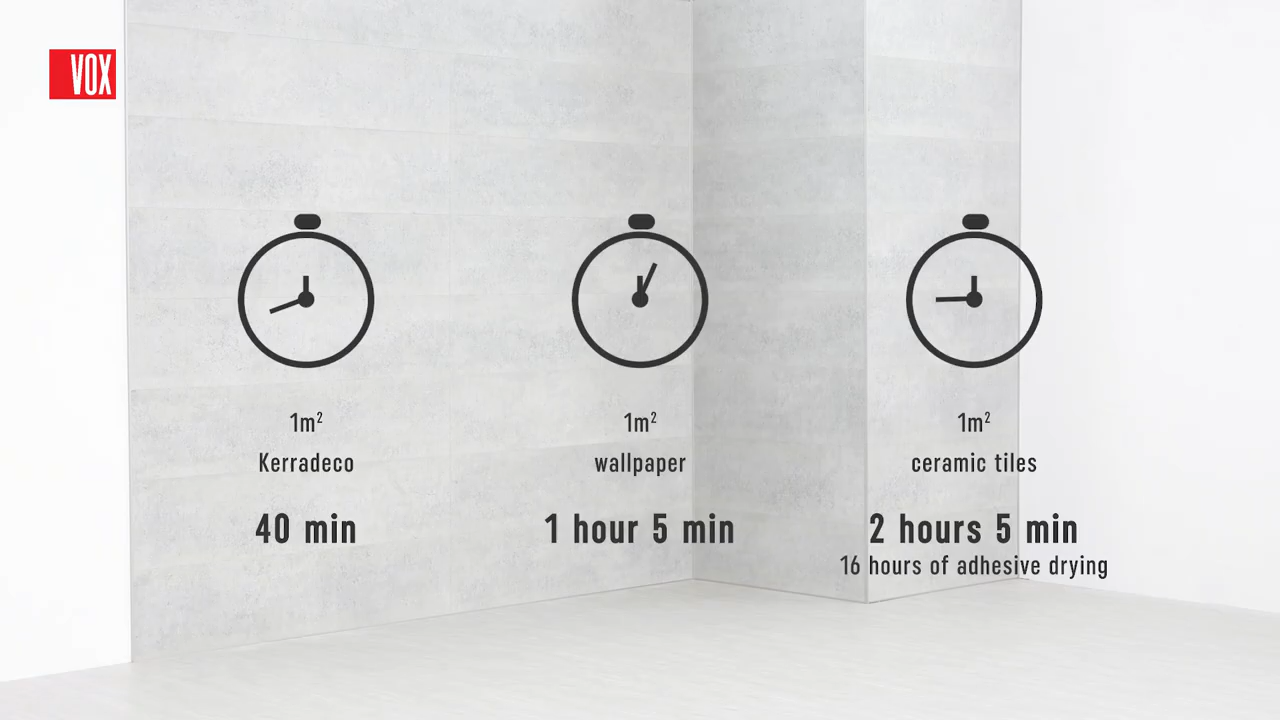 VOX
1m²
Kerradeco
40 min
1m²
wallpaper
1 hour 5 min
1m²
ceramic tiles
2 hours 5 min
16 hours of adhesive drying